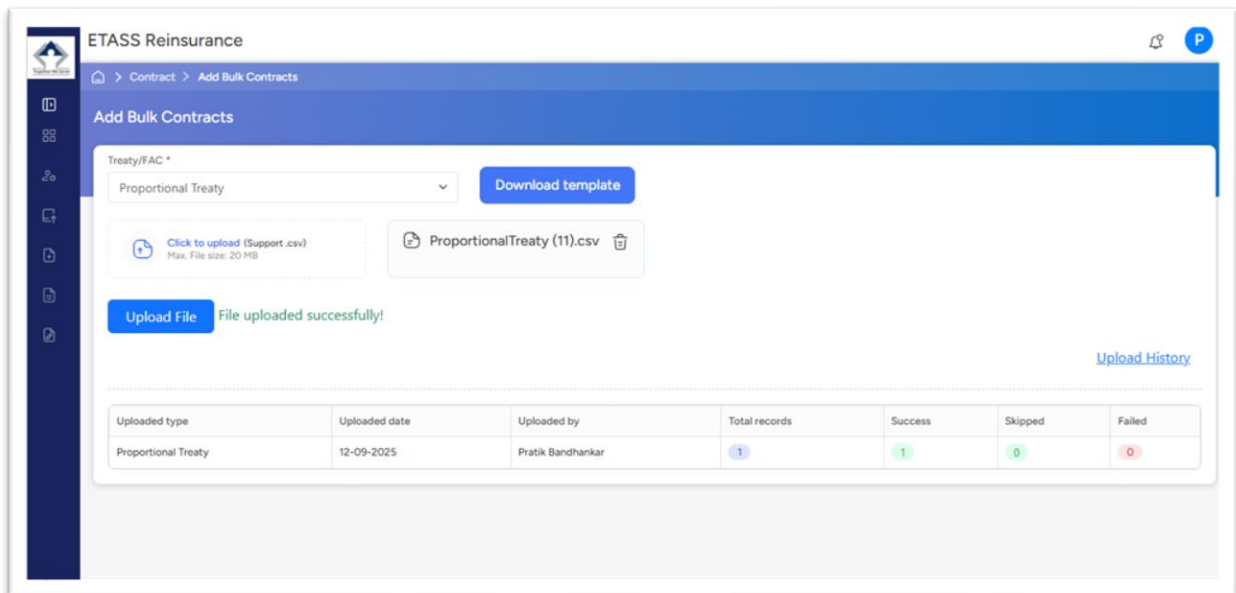 ETASS Reinsurance
P
> Contract > Add Bulk Contracts
Add Bulk Contracts
Treaty/FAC *
Proportional Treaty
Download template
Click to upload (Support .csv)
Max. File size: 20 MB
ProportionalTreaty (11).csv
Upload File File uploaded successfully!
Upload History
Uploaded type Uploaded date Uploaded by Total records Success Skipped Failed
Proportional Treaty 12-09-2025 Pratik Bandhankar 1 1 0 0